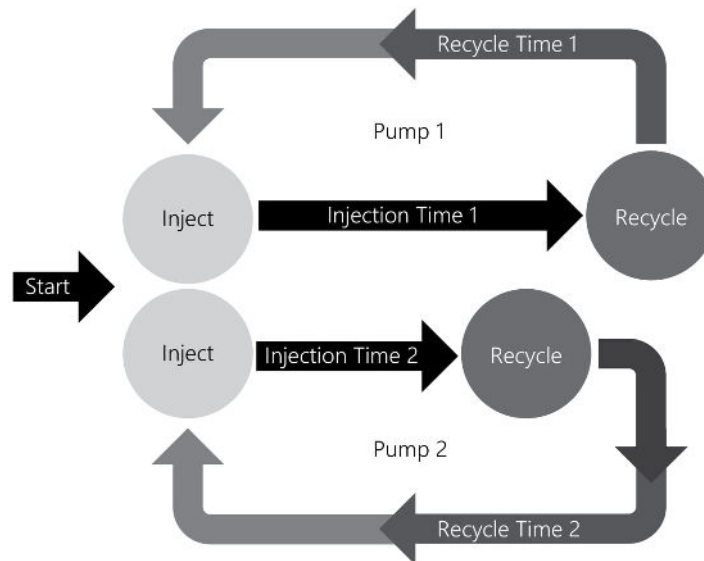 Recycle Time 1
Pump 1
Inject
Injection Time 1
Recycle
Start
Inject
Injection Time 2
Recycle
Pump 2
Recycle Time 2